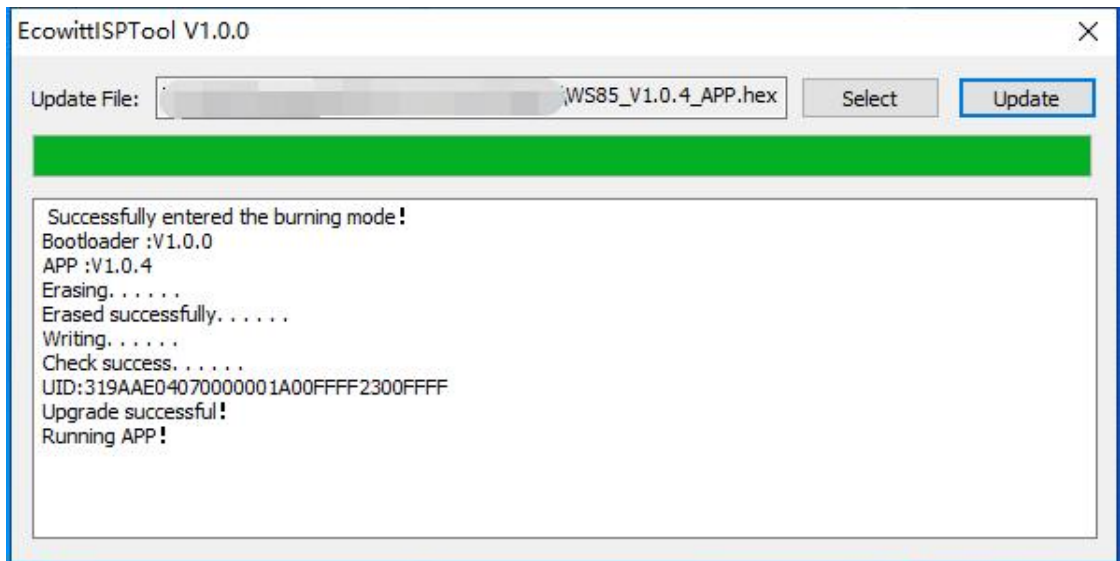 EcowittISPTool V1.0.0
Update File: \WS85_V1.0.4_APP.hex Select Update
Successfully entered the burning mode!
Bootloader :V1.0.0
APP :V1.0.4
Erasing. . . . . .
Erased successfully. . . . . .
Writing. . . . . .
Check success. . . . . .
UID:319AAE04070000001A00FFFF2300FFFF
Upgrade successful!
Running APP!